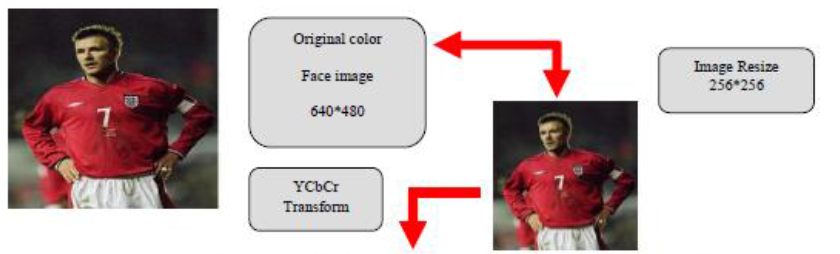 Original color
Face image
640*480
Image Resize
256*256
YCbCr
Transform
7
7